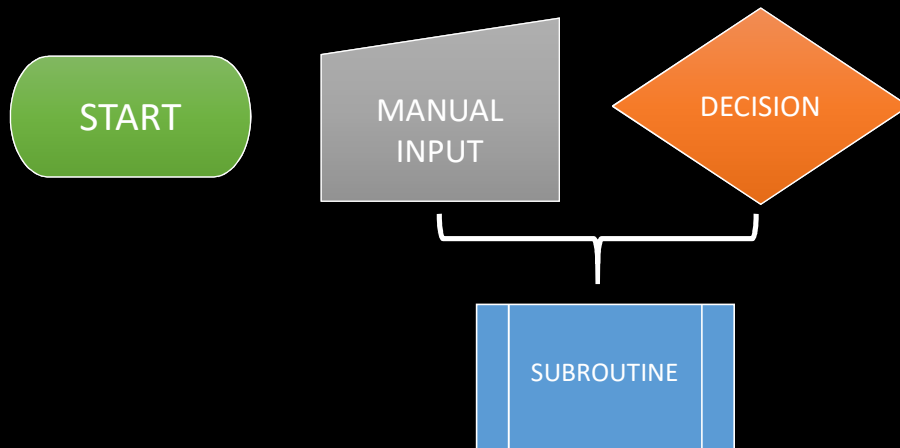 START
MANUAL
INPUT
DECISION
SUBROUTINE